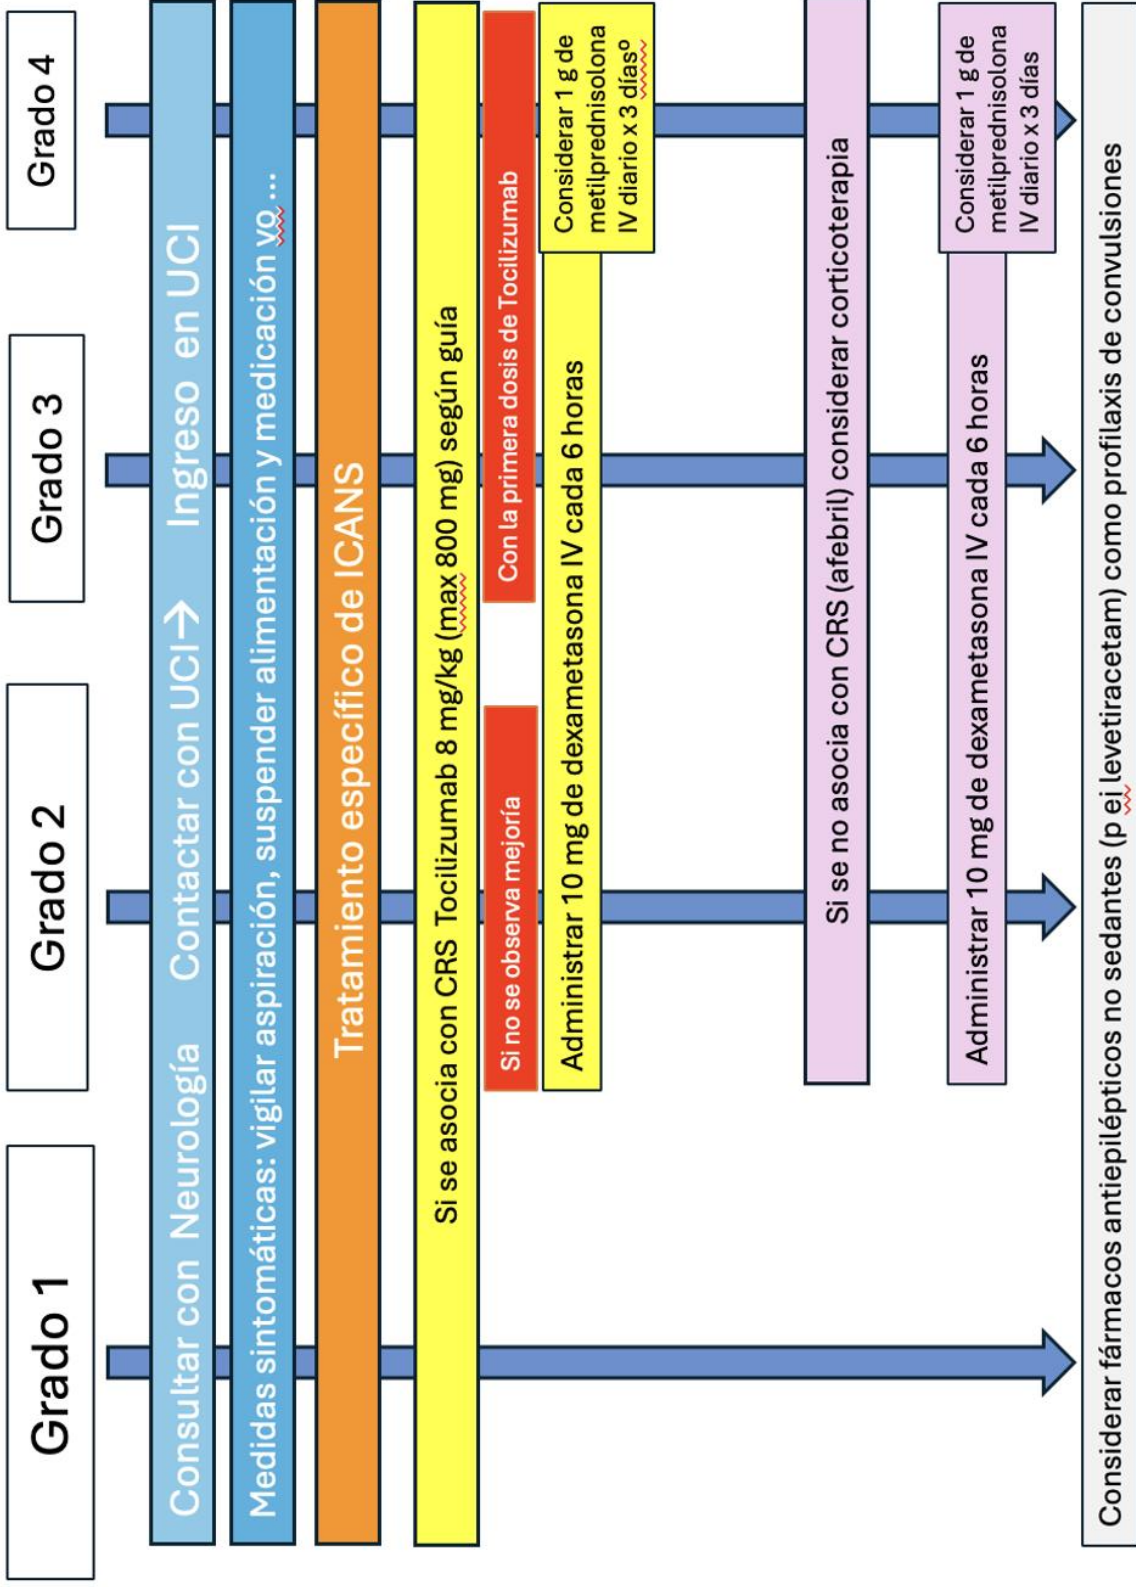 Grado 1
Grado 2
Grado 3
Grado 4
Consultar con Neurología Contactar con UCI→ Ingreso en UCI
Medidas sintomáticas: vigilar aspiración, suspender alimentación y medicación vo ...
Tratamiento específico de ICANS
Si se asocia con CRS Tocilizumab 8 mg/kg (max 800 mg) según guía
Si no se observa mejoría
Con la primera dosis de Tocilizumab
Administrar 10 mg de dexametasona IV cada 6 horas
Considerar 1 g de
metilprednisolona
IV diario x 3 díasº
Si se no asocia con CRS (afebril) considerar corticoterapia
Administrar 10 mg de dexametasona IV cada 6 horas
Considerar 1 g de
metilprednisolona
IV diario x 3 días
Considerar fármacos antiepilépticos no sedantes (p ej levetiracetam) como profilaxis de convulsiones